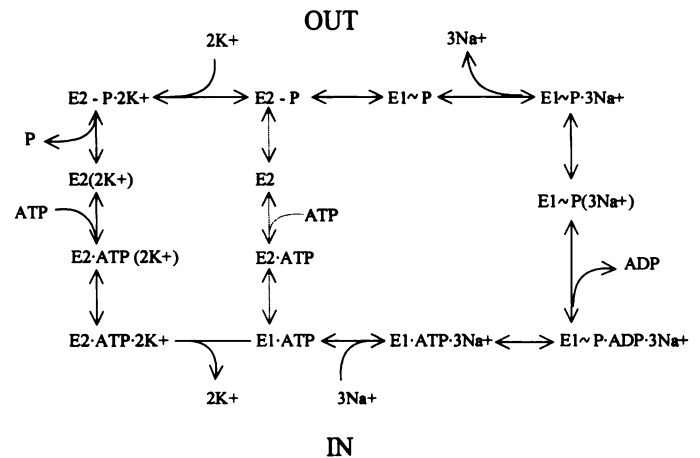 OUT
2K+ 3Na+
E2 - P·2K+ E2 - P E1~ P E1~P·3Na+
P
E2(2K+) E2
E1~ P(3Na+)
ATP ATP
E2·ATP (2K+) E2·ATP
ADP
E2·ATP·2K+ E1·ATP E1·ATP·3Na+ E1~ P·ADP·3Na+
2K+ 3Na+
IN